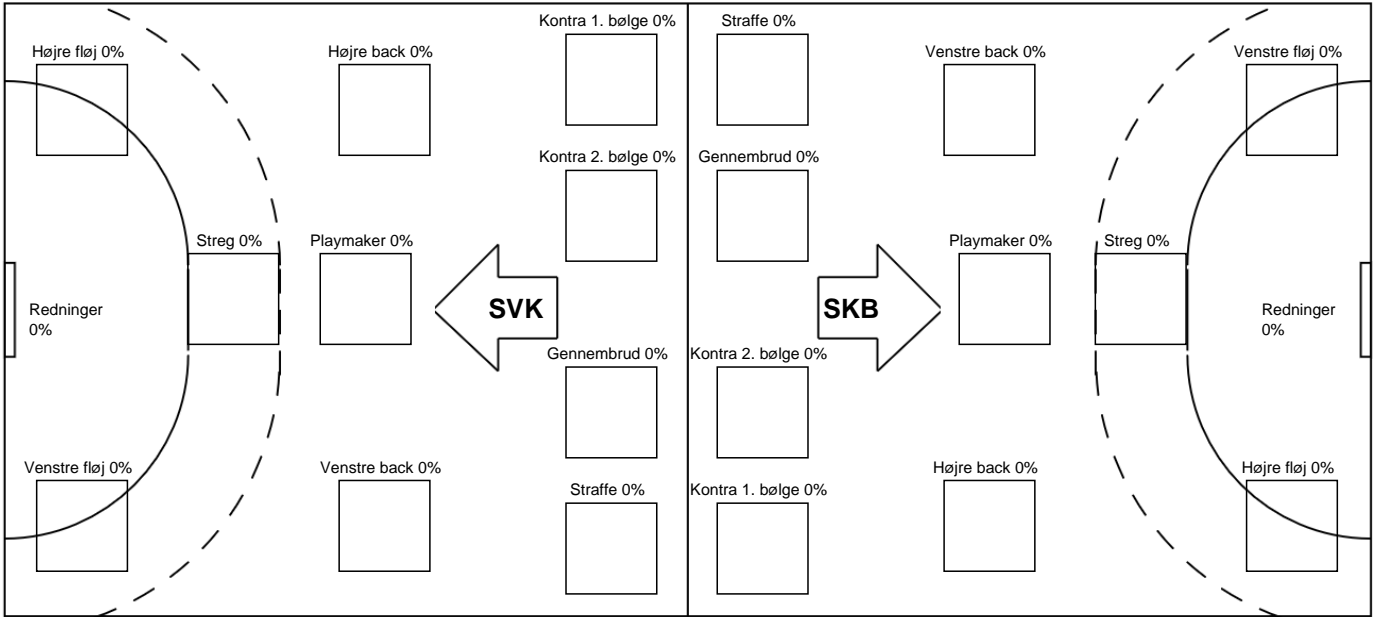 Kontra 1. bølge 0%
Straffe 0%
Højre fløj 0%
Højre back 0%
Venstre back 0%
Venstre fløj 0%
Kontra 2. bølge 0%
Gennembrud 0%
Streg 0%
Playmaker 0%
Playmaker 0%
Streg 0%
Redninger
0%
SVK
SKB
Redninger
0%
Gennembrud 0%
Kontra 2. bølge 0%
Venstre fløj 0%
Venstre back 0%
Straffe 0%
Kontra 1. bølge 0%
Højre back 0%
Højre fløj 0%